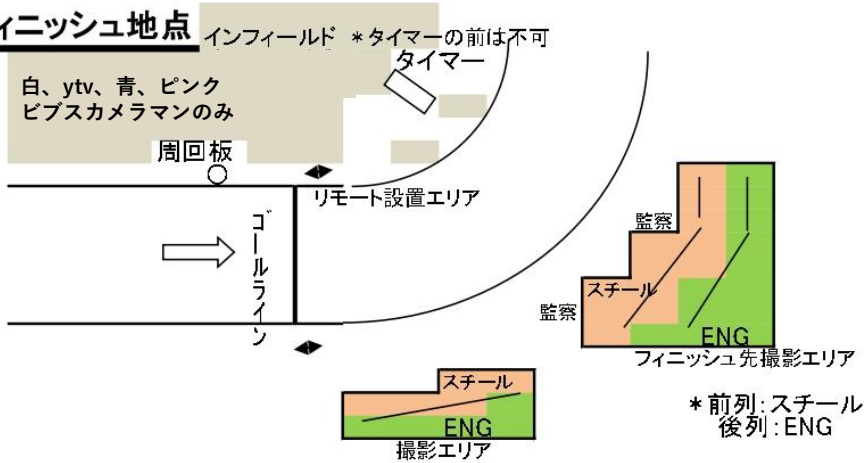 ィニッシュ地点
インフィールド *タイマーの前は不可
タイマー
白、ytv、青、ピンク
ビブスカメラマンのみ
周回板
リモート設置エリア
ゴールライン
監察
スチール
監察
ENG
フィニッシュ先撮影エリア
スチール
ENG
撮影エリア
*前列:スチール
後列:ENG